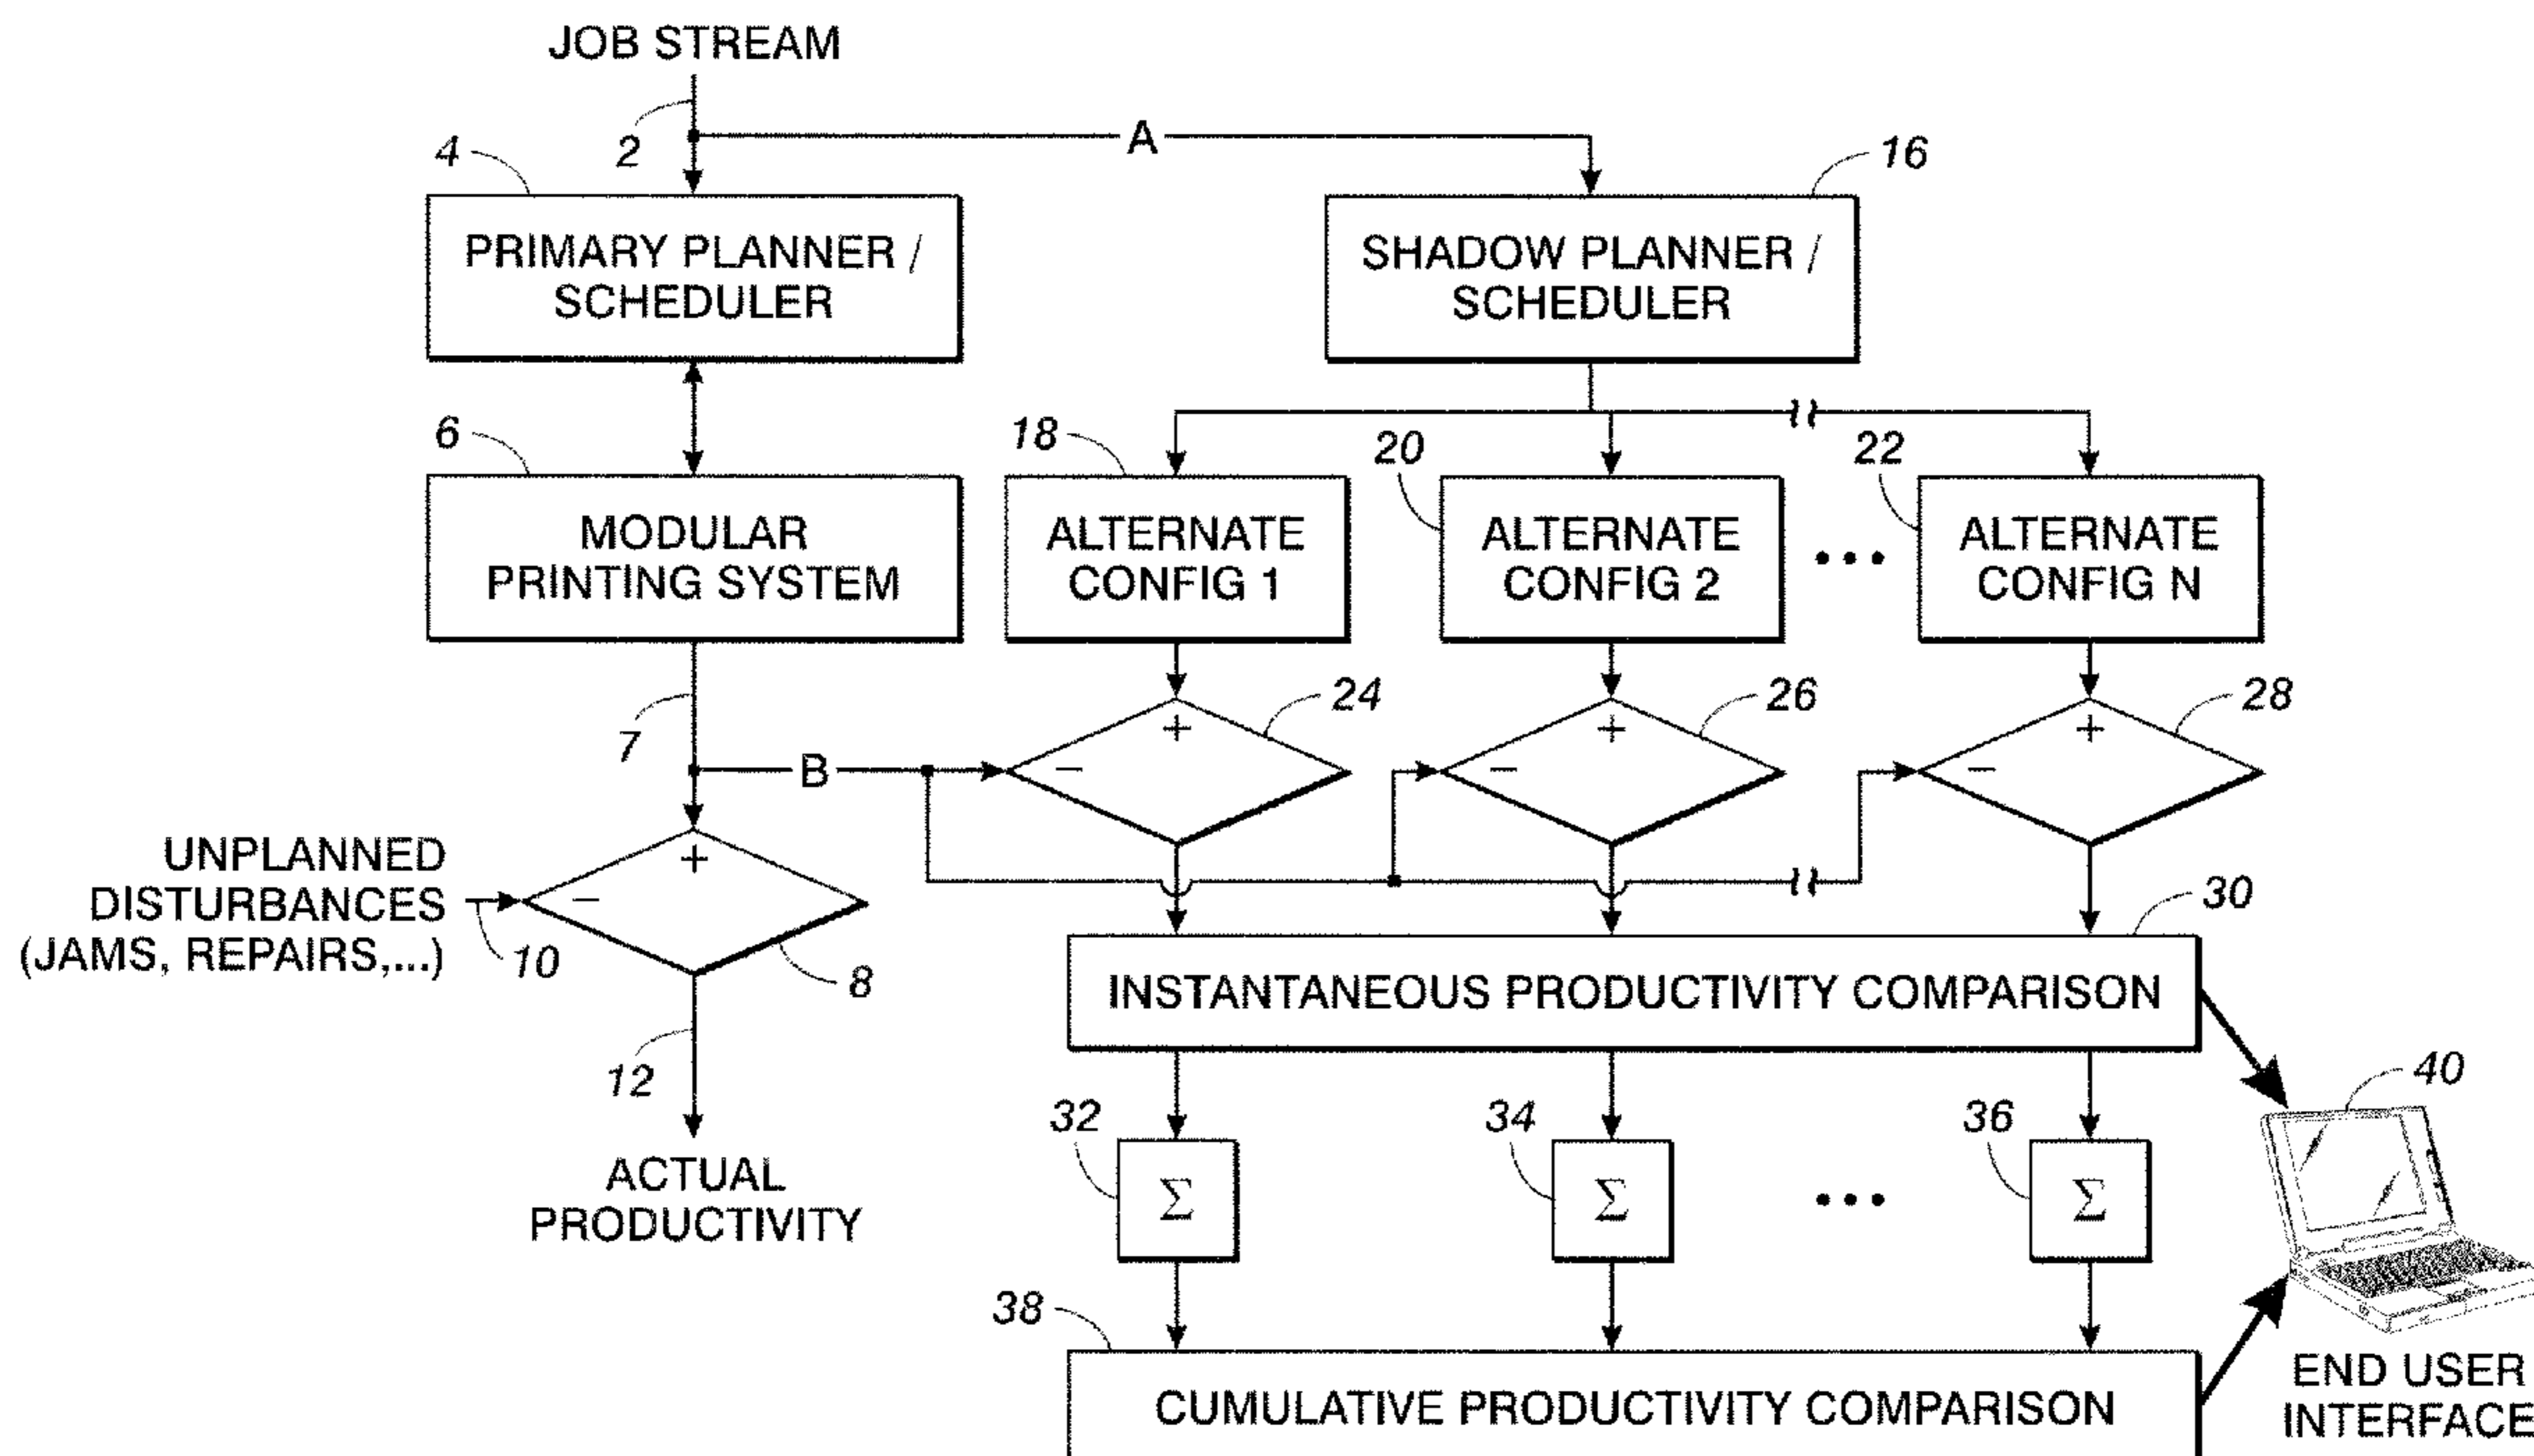 JOB STREAM
2
A
4
16
PRIMARY PLANNER /
SCHEDULER
SHADOW PLANNER /
SCHEDULER
6
18
20
22
MODULAR
PRINTING SYSTEM
ALTERNATE
CONFIG 1
ALTERNATE
CONFIG 2
...
ALTERNATE
CONFIG N
7
24
26
28
+
+
+
B
−
−
−
UNPLANNED
DISTURBANCES
(JAMS, REPAIRS,...)
10
+
−
8
30
INSTANTANEOUS PRODUCTIVITY COMPARISON
12
ACTUAL
PRODUCTIVITY
32
34
36
40
Σ
Σ
...
Σ
38
CUMULATIVE PRODUCTIVITY COMPARISON
END USER
INTERFACE